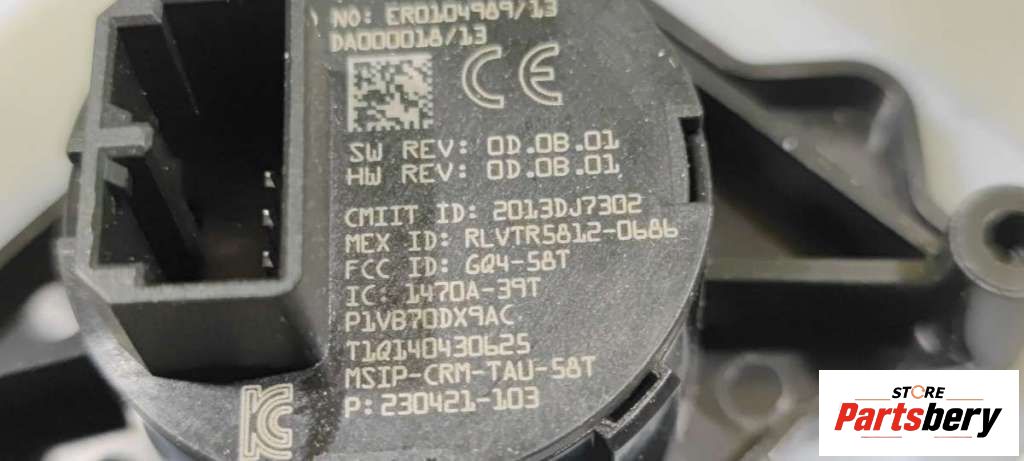 NO: ER0104989/13
DA000018/13
CE
SW REV: 0D.0B.01
HW REV: 0D.0B.01
CMIIT ID: 2013DJ7302
MEX ID: RLVTR5812-0686
FCC ID: GQ4-58T
IC: 1470A-39T
P1VB70DX9AC
T1Q140430625
MSIP-CRM-TAU-58T
P:230421-103
KC
STORE
Partsbery